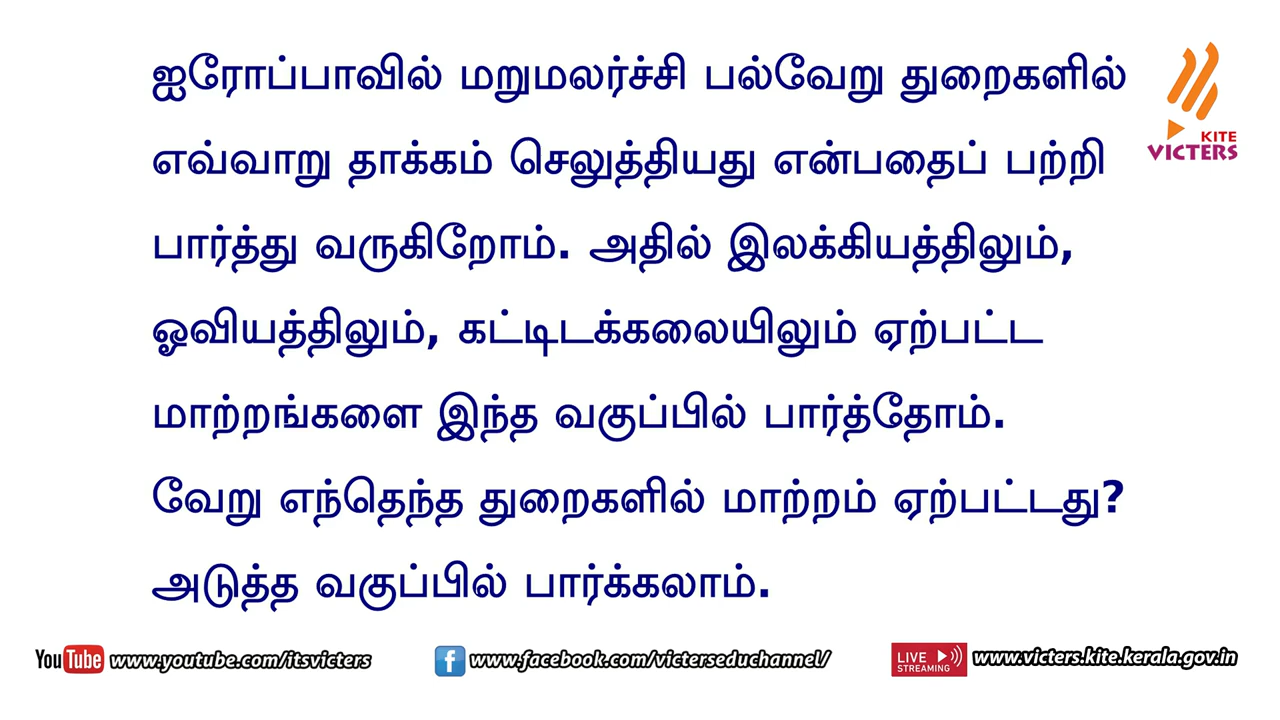 ஐரோப்பாவில் மறுமலர்ச்சி பல்வேறு துறைகளில்
எவ்வாறு தாக்கம் செலுத்தியது என்பதைப் பற்றி
பார்த்து வருகிறோம். அதில் இலக்கியத்திலும்,
ஓவியத்திலும், கட்டிடக்கலையிலும் ஏற்பட்ட
மாற்றங்களை இந்த வகுப்பில் பார்த்தோம்.
வேறு எந்தெந்த துறைகளில் மாற்றம் ஏற்பட்டது?
அடுத்த வகுப்பில் பார்க்கலாம்.
KITE
VICTERS
YouTube www.youtube.com/itsvicters
f www.facebook.com/victerseduchannel/
LIVE STREAMING www.victers.kite.kerala.gov.in